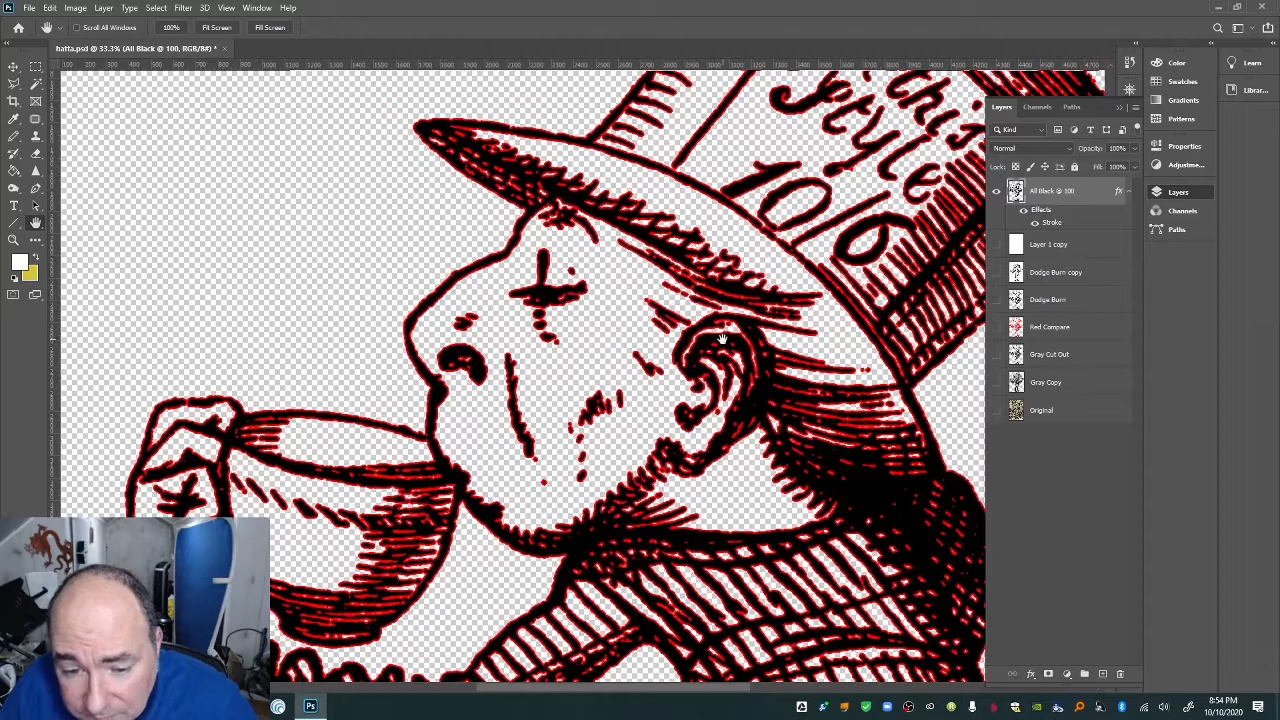 File Edit Image Layer Type Select Filter 3D View Window Help
Scroll All Windows 100% Fit Screen Fill Screen
hatta.psd @ 33.3% (All Black @ 100, RGB/8#) *
Style
10/6
Layers Channels Paths
Kind
Normal Opacity: 100%
Lock: Fill: 100%
All Black @ 100 fx
Effects
Stroke
Layer 1 copy
Dodge Burn copy
Dodge Burn
Red Compare
Gray Cut Out
Gray Copy
Original
Color
Swatches
Gradients
Patterns
Properties
Adjustme...
Layers
Channels
Paths
Learn
Librar...
Ps
8:54 PM
10/10/2020